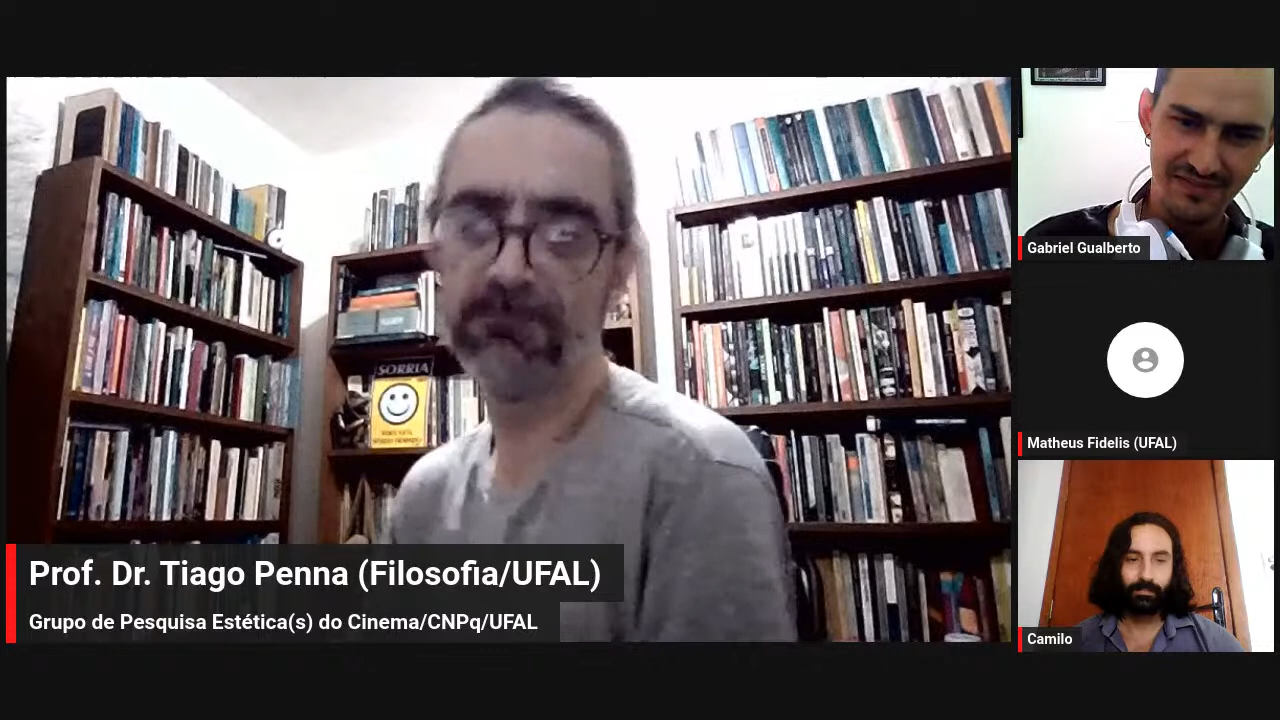 SORRIA
Prof. Dr. Tiago Penna (Filosofia/UFAL)
Grupo de Pesquisa Estética(s) do Cinema/CNPq/UFAL
Gabriel Gualberto
Matheus Fidelis (UFAL)
Camilo